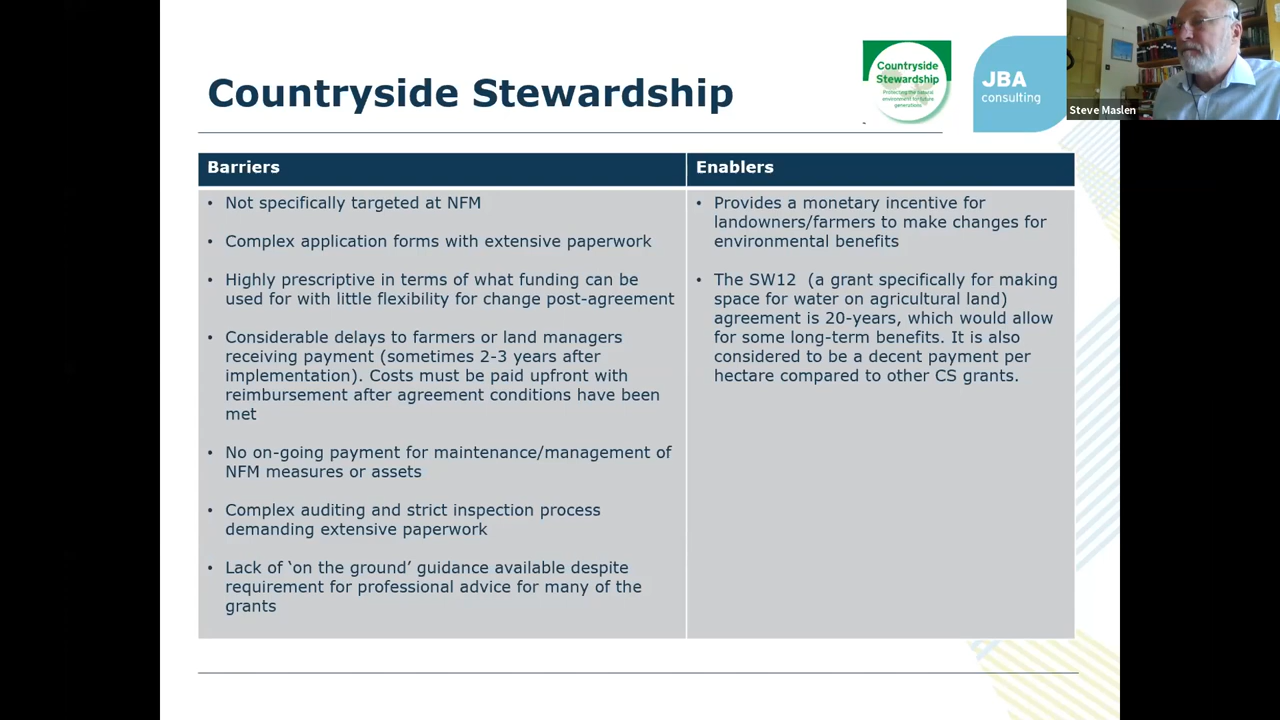 Countryside Stewardship
Countryside
Stewardship
Protecting the natural
environment for future
generations
JBA
consulting
Steve Maslen
Barriers
• Not specifically targeted at NFM
• Complex application forms with extensive paperwork
• Highly prescriptive in terms of what funding can be
used for with little flexibility for change post-agreement
• Considerable delays to farmers or land managers
receiving payment (sometimes 2-3 years after
implementation). Costs must be paid upfront with
reimbursement after agreement conditions have been
met
• No on-going payment for maintenance/management of
NFM measures or assets
• Complex auditing and strict inspection process
demanding extensive paperwork
• Lack of ‘on the ground’ guidance available despite
requirement for professional advice for many of the
grants
Enablers
• Provides a monetary incentive for
landowners/farmers to make changes for
environmental benefits
• The SW12 (a grant specifically for making
space for water on agricultural land)
agreement is 20-years, which would allow
for some long-term benefits. It is also
considered to be a decent payment per
hectare compared to other CS grants.